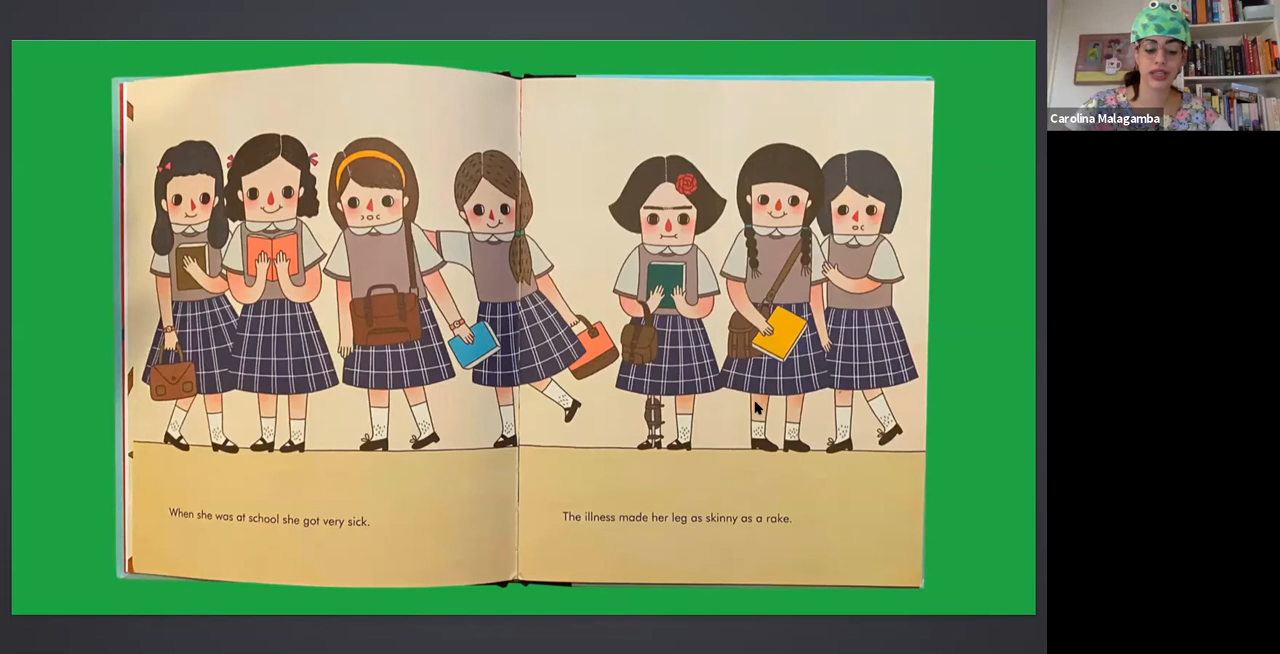 Carolina Malagamba
When she was at school she got very sick.
The illness made her leg as skinny as a rake.